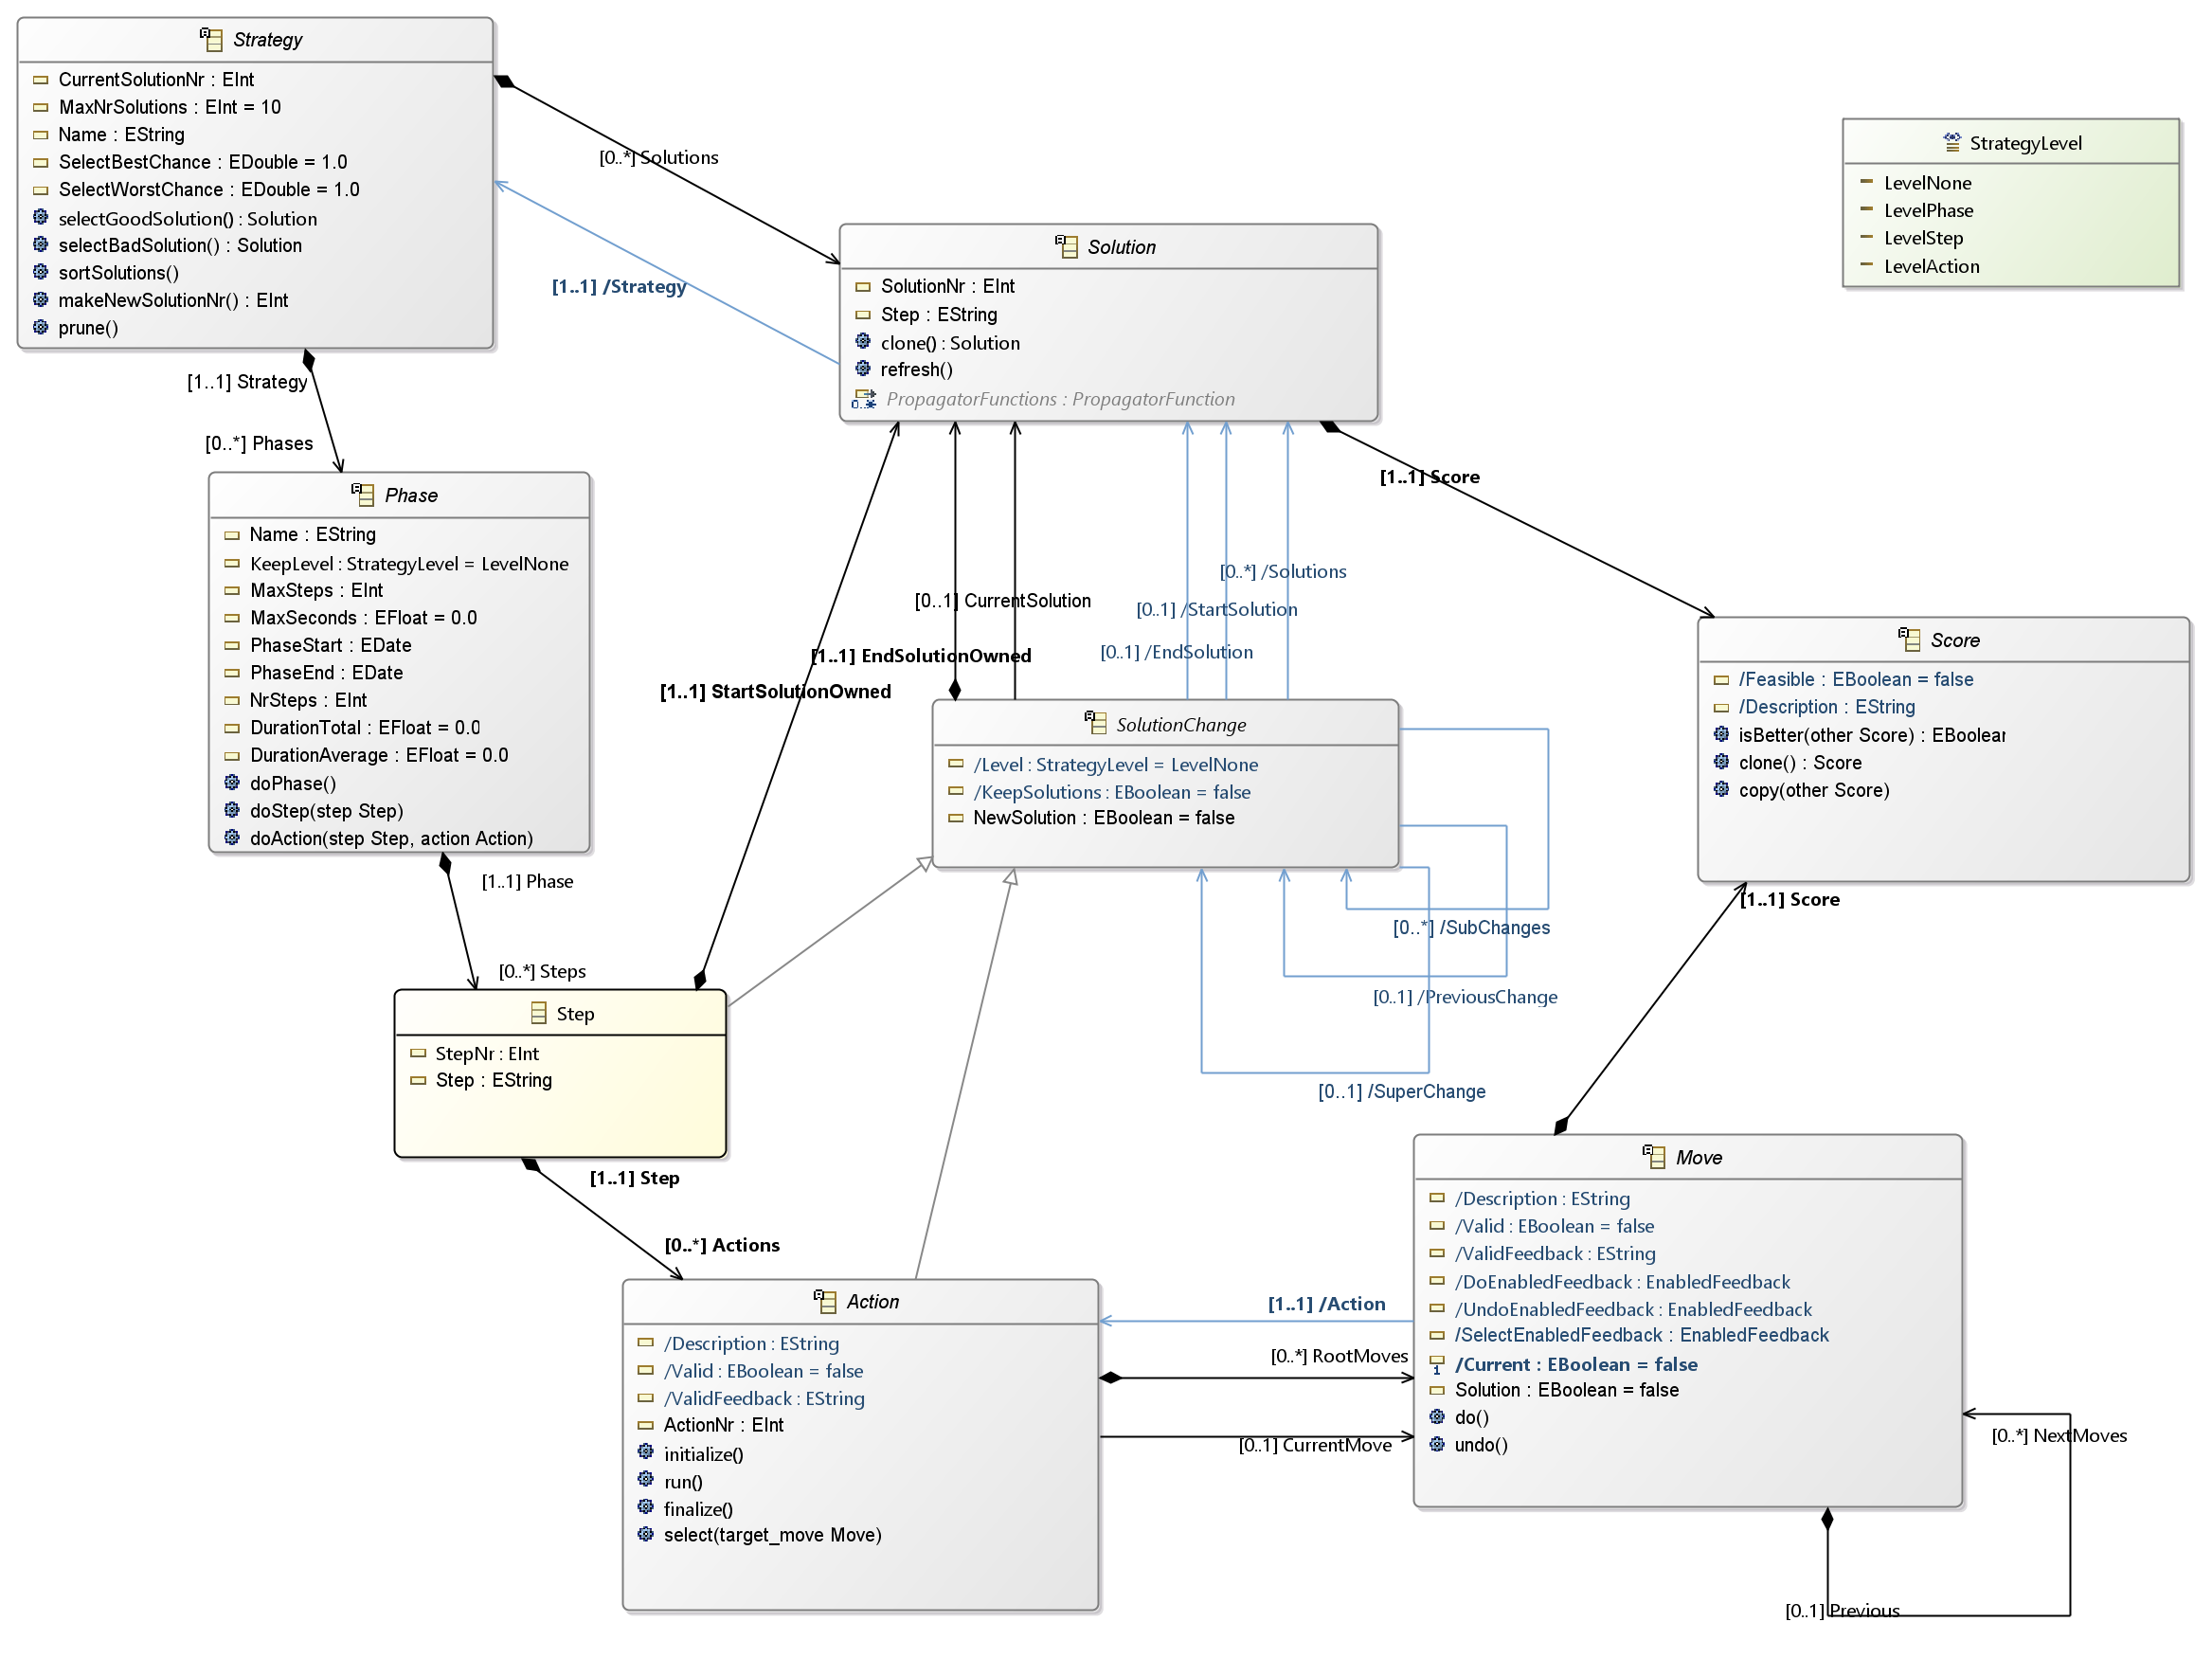 Strategy
CurrentSolutionNr : EInt
MaxNrSolutions : EInt = 10
Name : EString
SelectBestChance : EDouble = 1.0
SelectWorstChance : EDouble = 1.0
selectGoodSolution() : Solution
selectBadSolution() : Solution
sortSolutions()
makeNewSolutionNr() : EInt
prune()
[0..*] Solutions
[1..1] /Strategy
StrategyLevel
LevelNone
LevelPhase
LevelStep
LevelAction
Solution
SolutionNr : EInt
Step : EString
clone() : Solution
refresh()
0..*
PropagatorFunctions : PropagatorFunction
[1..1] Strategy
[0..*] Phases
Phase
Name : EString
KeepLevel : StrategyLevel = LevelNone
MaxSteps : EInt
MaxSeconds : EFloat = 0.0
PhaseStart : EDate
PhaseEnd : EDate
NrSteps : EInt
DurationTotal : EFloat = 0.0
DurationAverage : EFloat = 0.0
doPhase()
doStep(step Step)
doAction(step Step, action Action)
[1..1] Score
[0..*] /Solutions
[0..1] CurrentSolution
[0..1] /StartSolution
[0..1] /EndSolution
[1..1] EndSolutionOwned
[1..1] StartSolutionOwned
Score
/Feasible : EBoolean = false
/Description : EString
isBetter(other Score) : EBoolear
clone() : Score
copy(other Score)
SolutionChange
/Level : StrategyLevel = LevelNone
/KeepSolutions : EBoolean = false
NewSolution : EBoolean = false
[1..1] Phase
[0..*] Steps
[1..1] Score
[0..*] /SubChanges
[0..1] /PreviousChange
[0..1] /SuperChange
Step
StepNr : EInt
Step : EString
[1..1] Step
[0..*] Actions
Action
/Description : EString
/Valid : EBoolean = false
/ValidFeedback : EString
ActionNr : EInt
initialize()
run()
finalize()
select(target_move Move)
[1..1] /Action
[0..*] RootMoves
[0..1] CurrentMove
Move
/Description : EString
/Valid : EBoolean = false
/ValidFeedback : EString
/DoEnabledFeedback : EnabledFeedback
/UndoEnabledFeedback : EnabledFeedback
/SelectEnabledFeedback : EnabledFeedback
1
/Current : EBoolean = false
Solution : EBoolean = false
do()
undo()
[0..*] NextMoves
[0..1] Previous